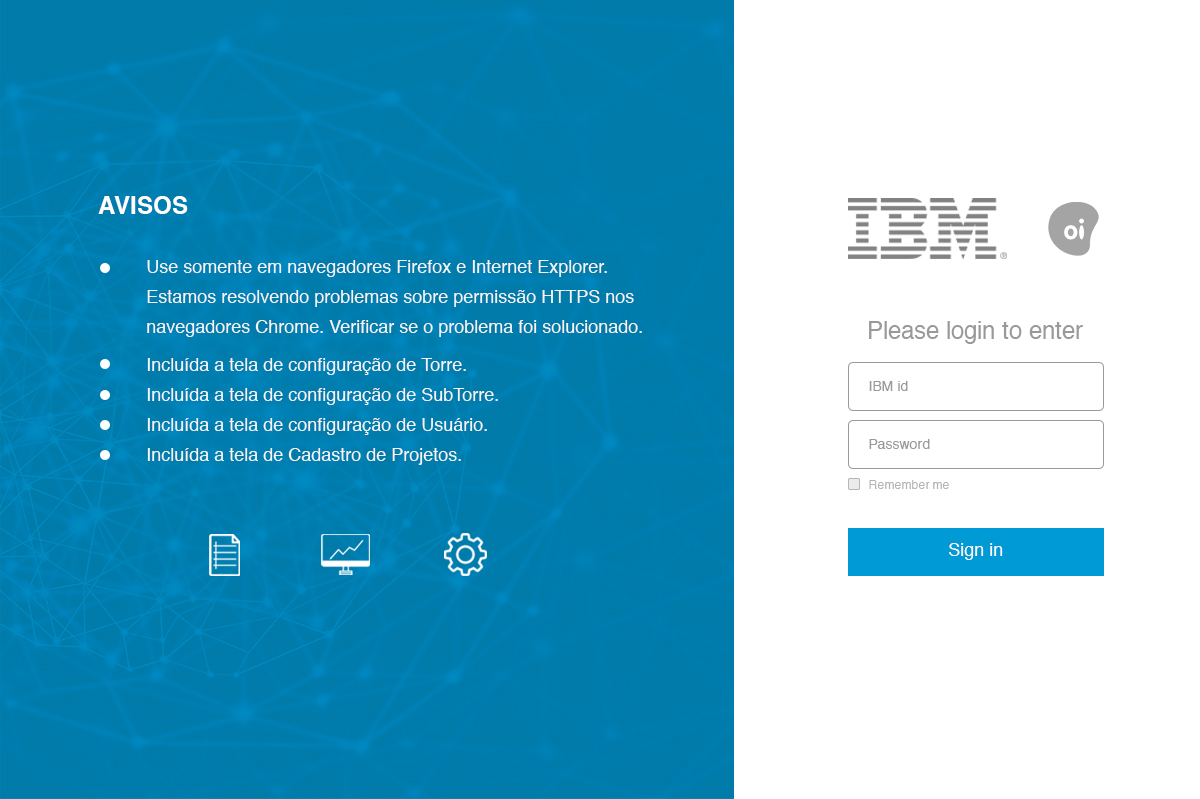 AVISOS
Use somente em navegadores Firefox e Internet Explorer.
Estamos resolvendo problemas sobre permissão HTTPS nos
navegadores Chrome. Verificar se o problema foi solucionado.
Incluída a tela de configuração de Torre.
Incluída a tela de configuração de SubTorre.
Incluída a tela de configuração de Usuário.
Incluída a tela de Cadastro de Projetos.
IBM®
oi
Please login to enter
IBM id
Password
Remember me
Sign in